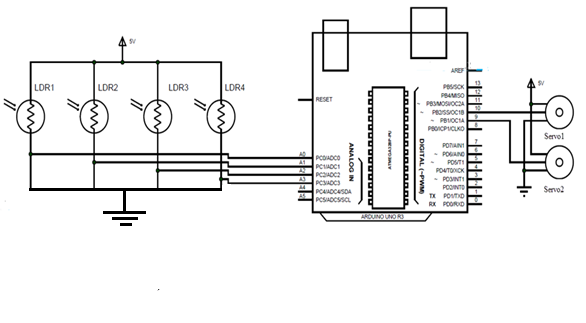 5V
LDR1
LDR2
LDR3
LDR4
RESET
AREF
13
PB5/SCK
12
PB4/MISO
11
~ PB3/MOSI/OC2A
10
~ PB2/SS/OC1B
9
~ PB1/OC1A
8
PB0/ICP1/CLKO
7
PD7/AIN1
6
~ PD6/AIN0
5
~ PD5/T1
4
PD4/T0/XCK
3
~ PD3/INT1
2
PD2/INT0
1
TX PD1/TXD
0
RX PD0/RXD
A0 PC0/ADC0
A1 PC1/ADC1
A2 PC2/ADC2
A3 PC3/ADC3
A4 PC4/ADC4/SDA
A5 PC5/ADC5/SCL
ANALOG IN
ATMEGA328P-PU
DIGITAL (~PWM)
ARDUINO UNO R3
5V
Servo1
Servo2